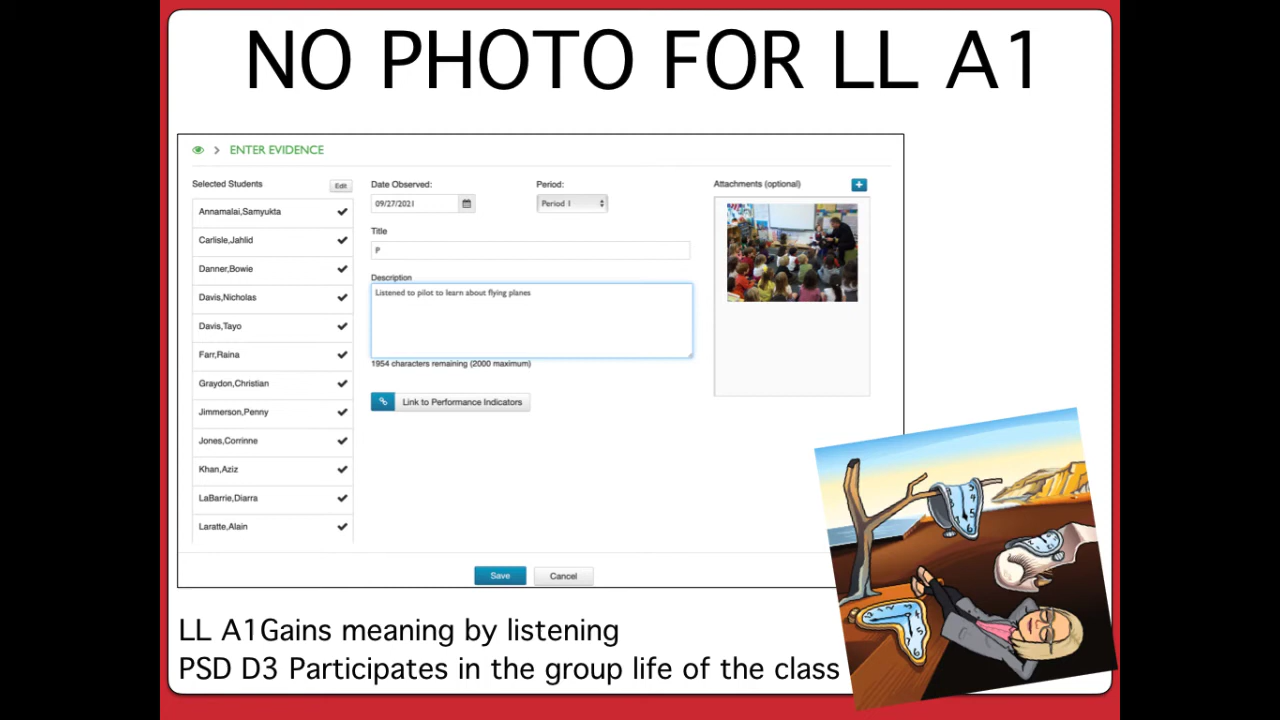 NO PHOTO FOR LL A1
ENTER EVIDENCE
Selected Students
Edit
Annamalai,Samyukta
Carlisle,Jahlid
Danner,Bowie
Davis,Nicholas
Davis,Tayo
Farr,Raina
Graydon,Christian
Jimmerson,Penny
Jones,Corrinne
Khan,Aziz
LaBarrie,Diarra
Laratte,Alain
Date Observed:
09/27/2021
Period:
Period 1
Title
P
Description
Listened to pilot to learn about flying planes
1954 characters remaining (2000 maximum)
Link to Performance Indicators
Attachments (optional)
Save
Cancel
LL A1Gains meaning by listening
PSD D3 Participates in the group life of the class